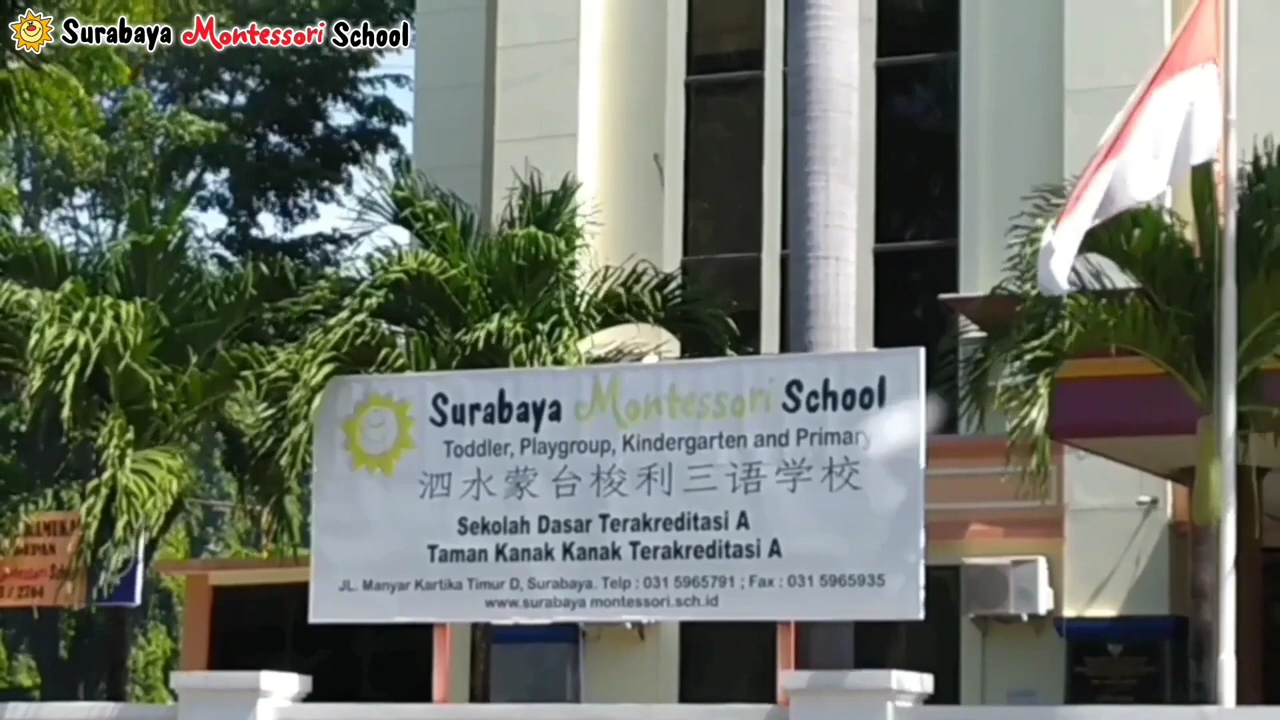 Surabaya Montessori School
Surabaya Montessori School
Toddler, Playgroup, Kindergarten and Primary
泗水蒙台梭利三语学校
Sekolah Dasar Terakreditasi A
Taman Kanak Kanak Terakreditasi A
JL. Manyar Kartika Timur D, Surabaya. Telp : 031 5965791 ; Fax : 031 5965935
www.surabaya montessori.sch.id